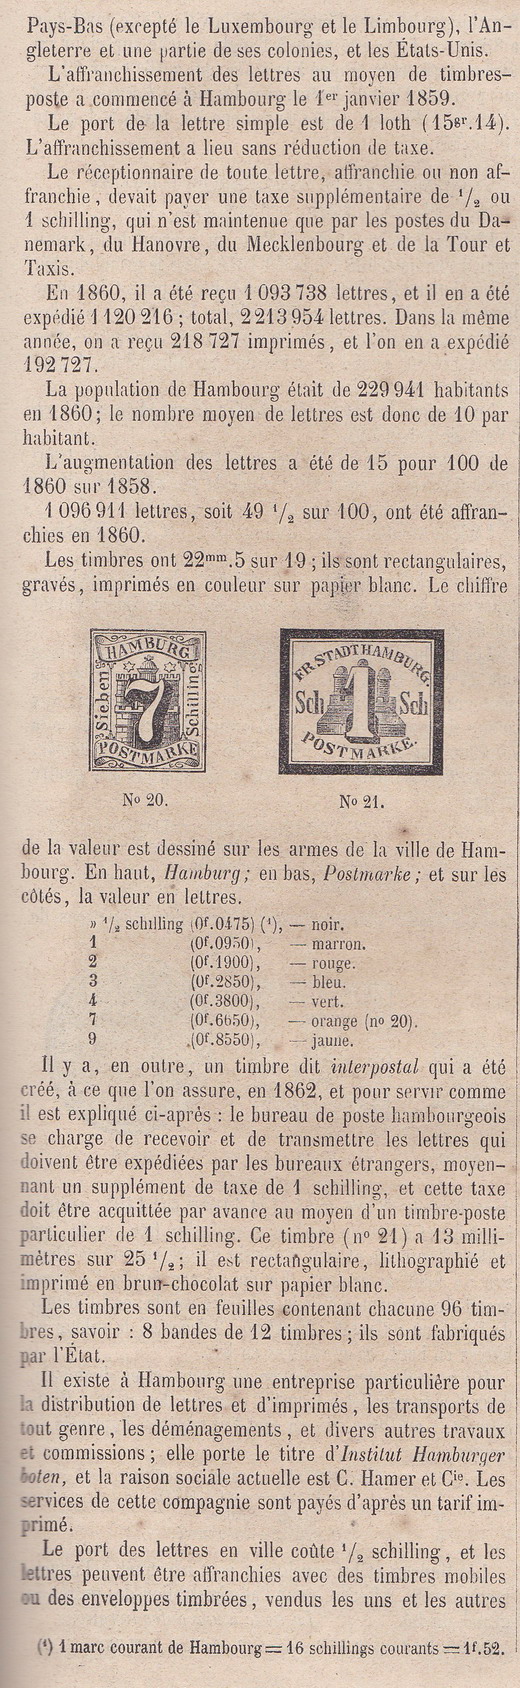 Pays-Bas (excepté le Luxembourg et le Limbourg), l'An-
gleterre et une partie de ses colonies, et les États-Unis.
L'affranchissement des lettres au moyen de timbres-
poste a commencé à Hambourg le 1er janvier 1859.
Le port de la lettre simple est de 1 loth (15gr.14).
L'affranchissement a lieu sans réduction de taxe.
Le réceptionnaire de toute lettre, affranchie ou non af-
franchie, devait payer une taxe supplémentaire de 1/2 ou
1 schilling, qui n'est maintenue que par les postes du Da-
nemark, du Hanovre, du Mecklenbourg et de la Tour et
Taxis.
En 1860, il a été reçu 1 093 738 lettres, et il en a été
expédié 1 120 216 ; total, 2 213 954 lettres. Dans la même
année, on a reçu 218 727 imprimés, et l'on en a expédié
192 727.
La population de Hambourg était de 229 941 habitants
en 1860 ; le nombre moyen de lettres est donc de 10 par
habitant.
L'augmentation des lettres a été de 15 pour 100 de
1860 sur 1858.
1 096 911 lettres, soit 49 1/2 sur 100, ont été affran-
chies en 1860.
Les timbres ont 22mm.5 sur 19 ; ils sont rectangulaires,
gravés, imprimés en couleur sur papier blanc. Le chiffre
HAMBURG
Sieben
7
Schilling
POSTMARKE
No 20.
FR. STADT HAMBURG.
Sch 1 Sch
POSTMARKE.
No 21.
de la valeur est dessiné sur les armes de la ville de Ham-
bourg. En haut, Hamburg ; en bas, Postmarke ; et sur les
côtés, la valeur en lettres.
» 1/2 schilling (0f.0475) (1), — noir.
1 (0f.0950), — marron.
2 (0f.1900), — rouge.
3 (0f.2850), — bleu.
4 (0f.3800), — vert.
7 (0f.6650), — orange (no 20).
9 (0f.8550), — jaune.
Il y a, en outre, un timbre dit interpostal qui a été
créé, à ce que l'on assure, en 1862, et pour servir comme
il est expliqué ci-après : le bureau de poste hambourgeois
se charge de recevoir et de transmettre les lettres qui
doivent être expédiées par les bureaux étrangers, moyen-
nant un supplément de taxe de 1 schilling, et cette taxe
doit être acquittée par avance au moyen d'un timbre-poste
particulier de 1 schilling. Ce timbre (no 21) a 13 milli-
mètres sur 25 1/2 ; il est rectangulaire, lithographié et
imprimé en brun-chocolat sur papier blanc.
Les timbres sont en feuilles contenant chacune 96 tim-
bres, savoir : 8 bandes de 12 timbres ; ils sont fabriqués
par l'État.
Il existe à Hambourg une entreprise particulière pour
la distribution de lettres et d'imprimés, les transports de
tout genre, les déménagements, et divers autres travaux
et commissions ; elle porte le titre d'Institut Hamburger
boten, et la raison sociale actuelle est C. Hamer et Cie. Les
services de cette compagnie sont payés d'après un tarif im-
primé.
Le port des lettres en ville coûte 1/2 schilling, et les
lettres peuvent être affranchies avec des timbres mobiles
ou des enveloppes timbrées, vendus les uns et les autres
(1) 1 marc courant de Hambourg = 16 schillings courants = 1f.52.